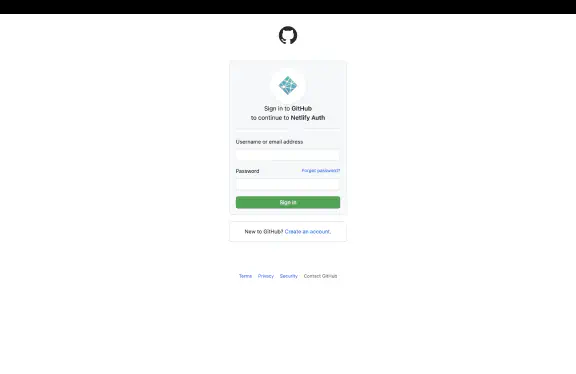 Sign in to GitHub
to continue to Netlify Auth
Username or email address
Password Forgot password?
Sign in
New to GitHub? Create an account.
Terms Privacy Security Contact GitHub